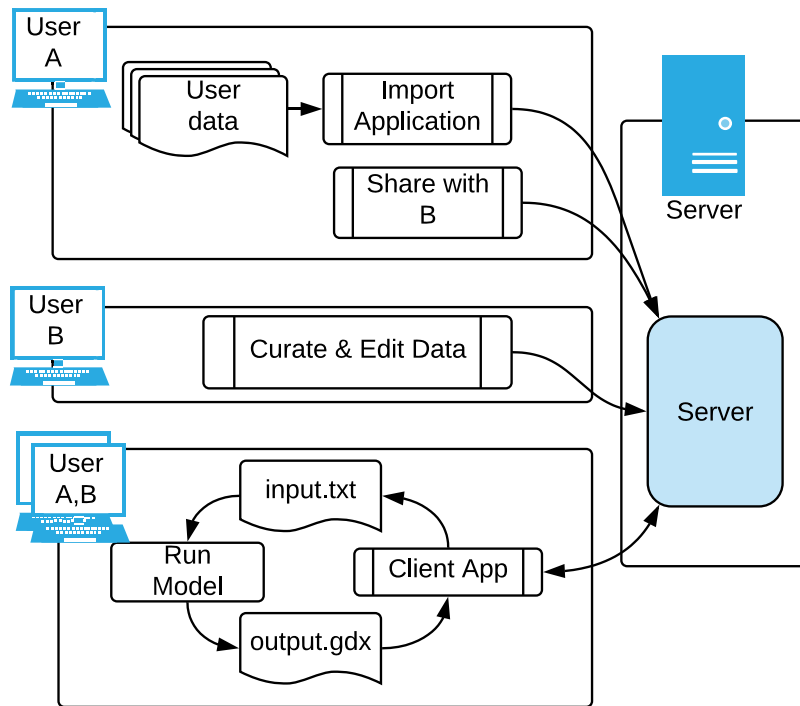 User
A
User
data
Import
Application
Share with
B
Server
User
B
Curate & Edit Data
Server
User
A,B
input.txt
Run
Model
Client App
output.gdx